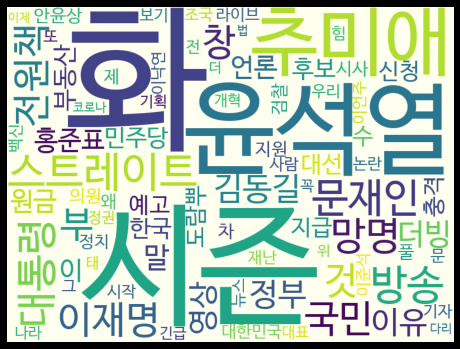 이제
안윤상
보기
조국
라이브
법
힘
추미애
전원책
또
화
이낙연
전
창
언론
후보
시사
신청
부동산
제
더
기획
개혁
검찰
우리
이언주
백신
코로나
홍준표
민주당
윤석열
지원
사람
수
대선
논란
스트레이트
김동길
꼭
문재인
충격
원금
의원
왜
예고
도람뿌
지급
망명
더빙
대통령
부
정권
한국
시즌
차
위
이준석
풀
문
정치
태
말
재난
것
방송
이
그
시작
영상
뉴스
정부
국민
이유
기자
나라
이재명
긴급
대한민국
대표
다리